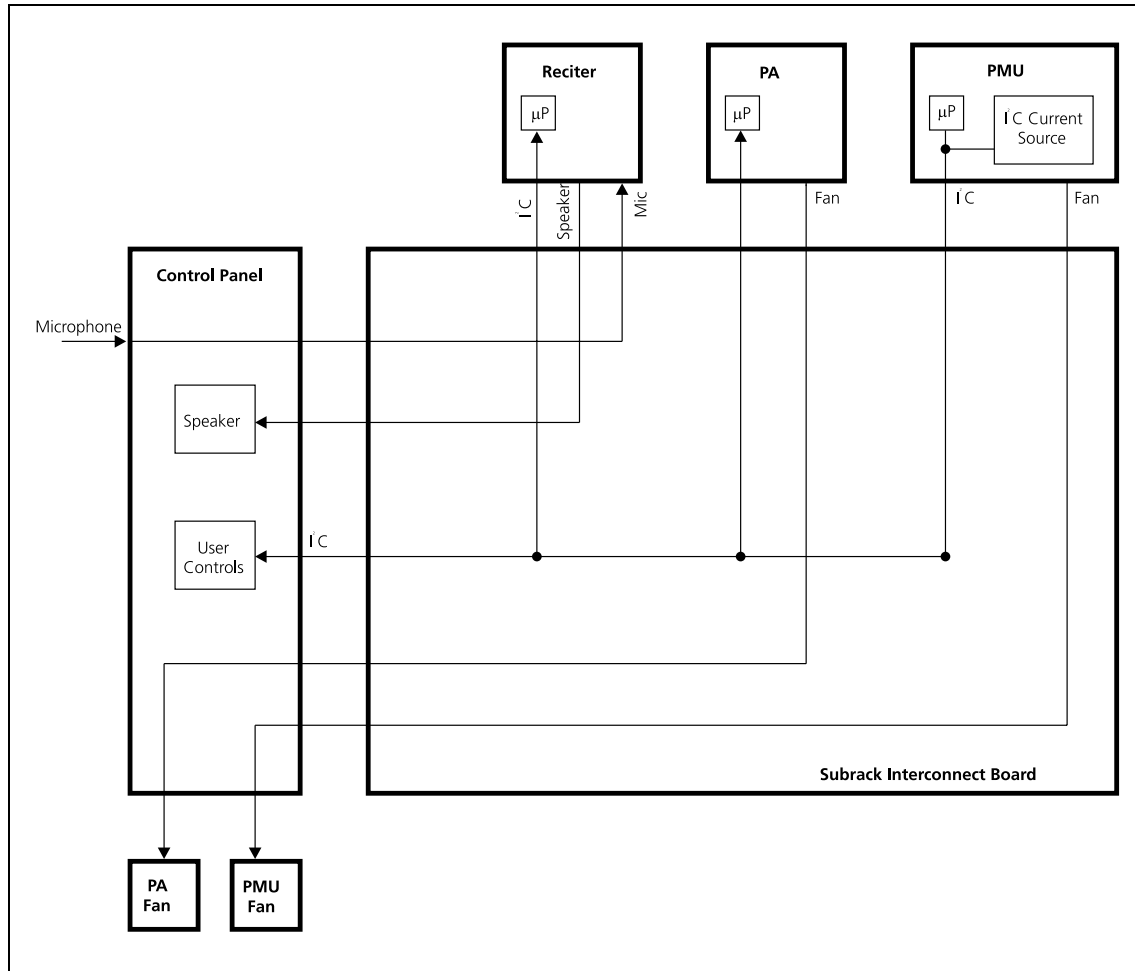 Reciter
PA
PMU
μP
μP
μP
I²C Current
Source
I²C
Speaker
Mic
Fan
I²C
Fan
Control Panel
Microphone
Speaker
User
Controls
I²C
Subrack Interconnect Board
PA
Fan
PMU
Fan